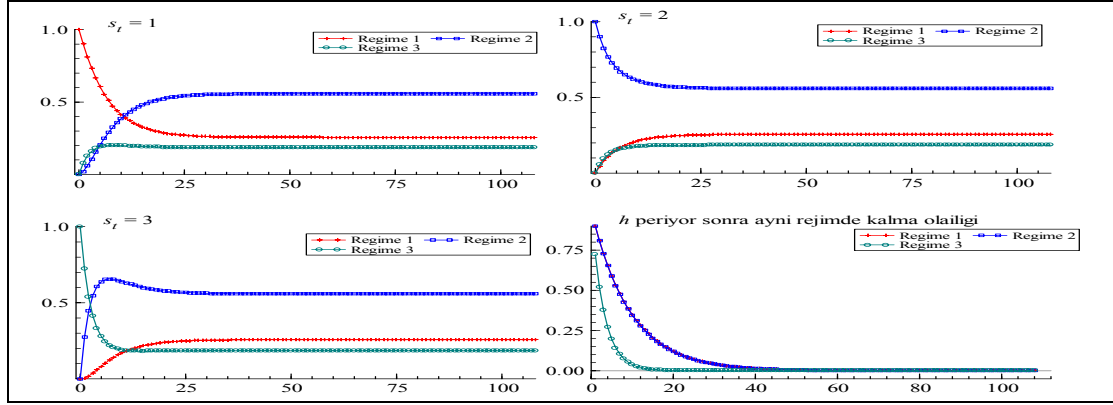 s_t = 1
Regime 1 Regime 2
Regime 3
1.0
0.5
0 25 50 75 100
s_t = 2
Regime 1 Regime 2
Regime 3
1.0
0.5
0 25 50 75 100
s_t = 3
Regime 1 Regime 2
Regime 3
1.0
0.5
0 25 50 75 100
h periyor sonra ayni rejimde kalma olailigi
Regime 1 Regime 2
Regime 3
0.75
0.50
0.25
0.00
0 20 40 60 80 100